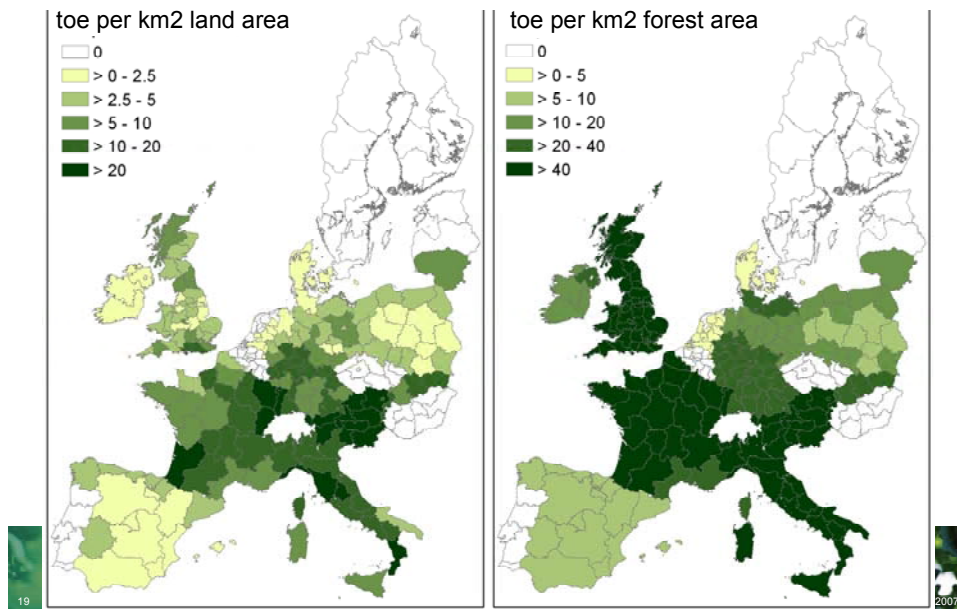 toe per km2 land area
0
> 0 - 2.5
> 2.5 - 5
> 5 - 10
> 10 - 20
> 20
toe per km2 forest area
0
> 0 - 5
> 5 - 10
> 10 - 20
> 20 - 40
> 40
19
2007